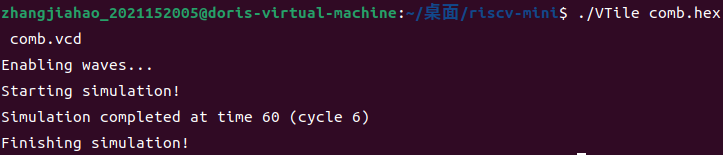 zhangjiahao_2021152005@doris-virtual-machine:~/桌面/riscv-mini$ ./VTile comb.hex
 comb.vcd
Enabling waves...
Starting simulation!
Simulation completed at time 60 (cycle 6)
Finishing simulation!